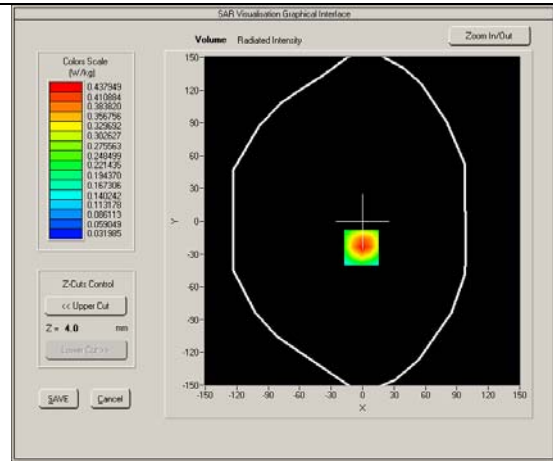 SAR Visualisation Graphical Interface
Volume Radiated Intensity
Zoom In/Out
Colors Scale
(W/kg)
0.437949
0.410884
0.383820
0.356756
0.329692
0.302627
0.275563
0.248499
0.221435
0.194370
0.167306
0.140242
0.113178
0.086113
0.059049
0.031985
Z-Cuts Control
<< Upper Cut
Z = 4.0 mm
Lower Cut >>
SAVE
Cancel
150
120
90
60
30
0
-30
-60
-90
-120
-150
Y
-150 -120 -90 -60 -30 0 30 60 90 120 150
X